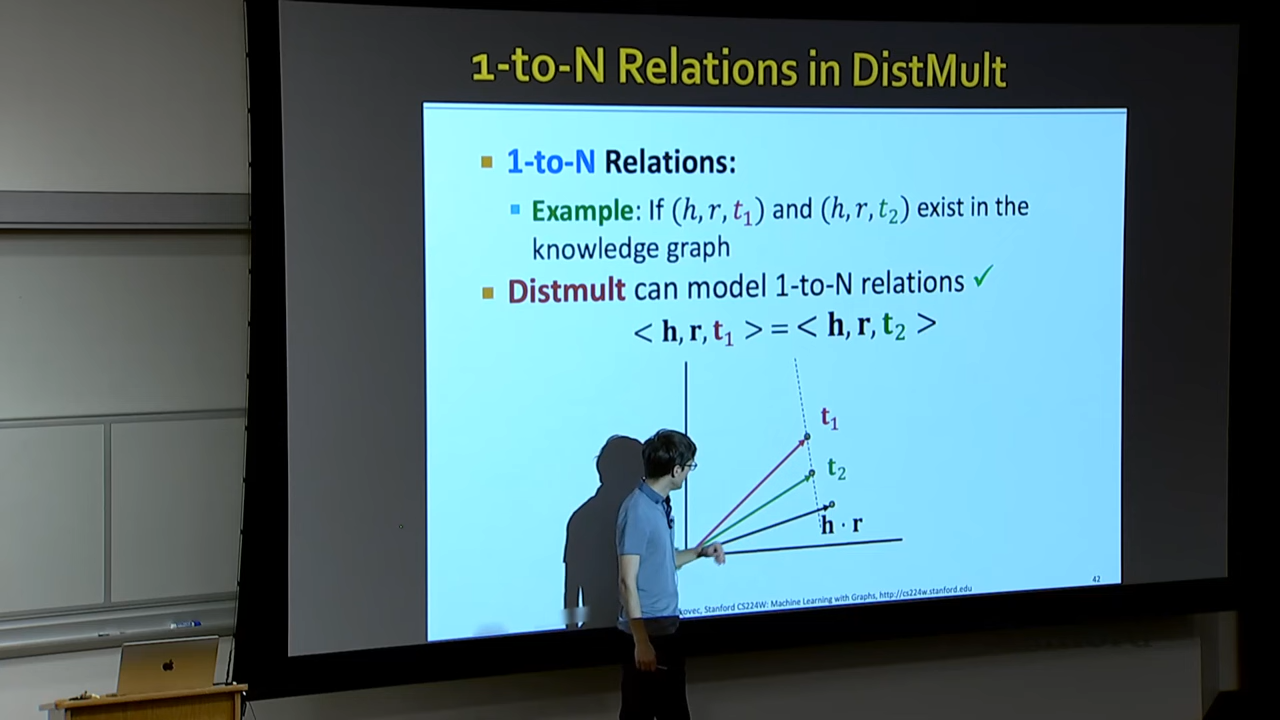 1-to-N Relations in DistMult
1-to-N Relations:
Example: If (h, r, t₁) and (h, r, t₂) exist in the
knowledge graph
Distmult can model 1-to-N relations ✓
< h, r, t₁ > = < h, r, t₂ >
t₁
t₂
h · r
42
kovec, Stanford CS224W: Machine Learning with Graphs, http://cs224w.stanford.edu